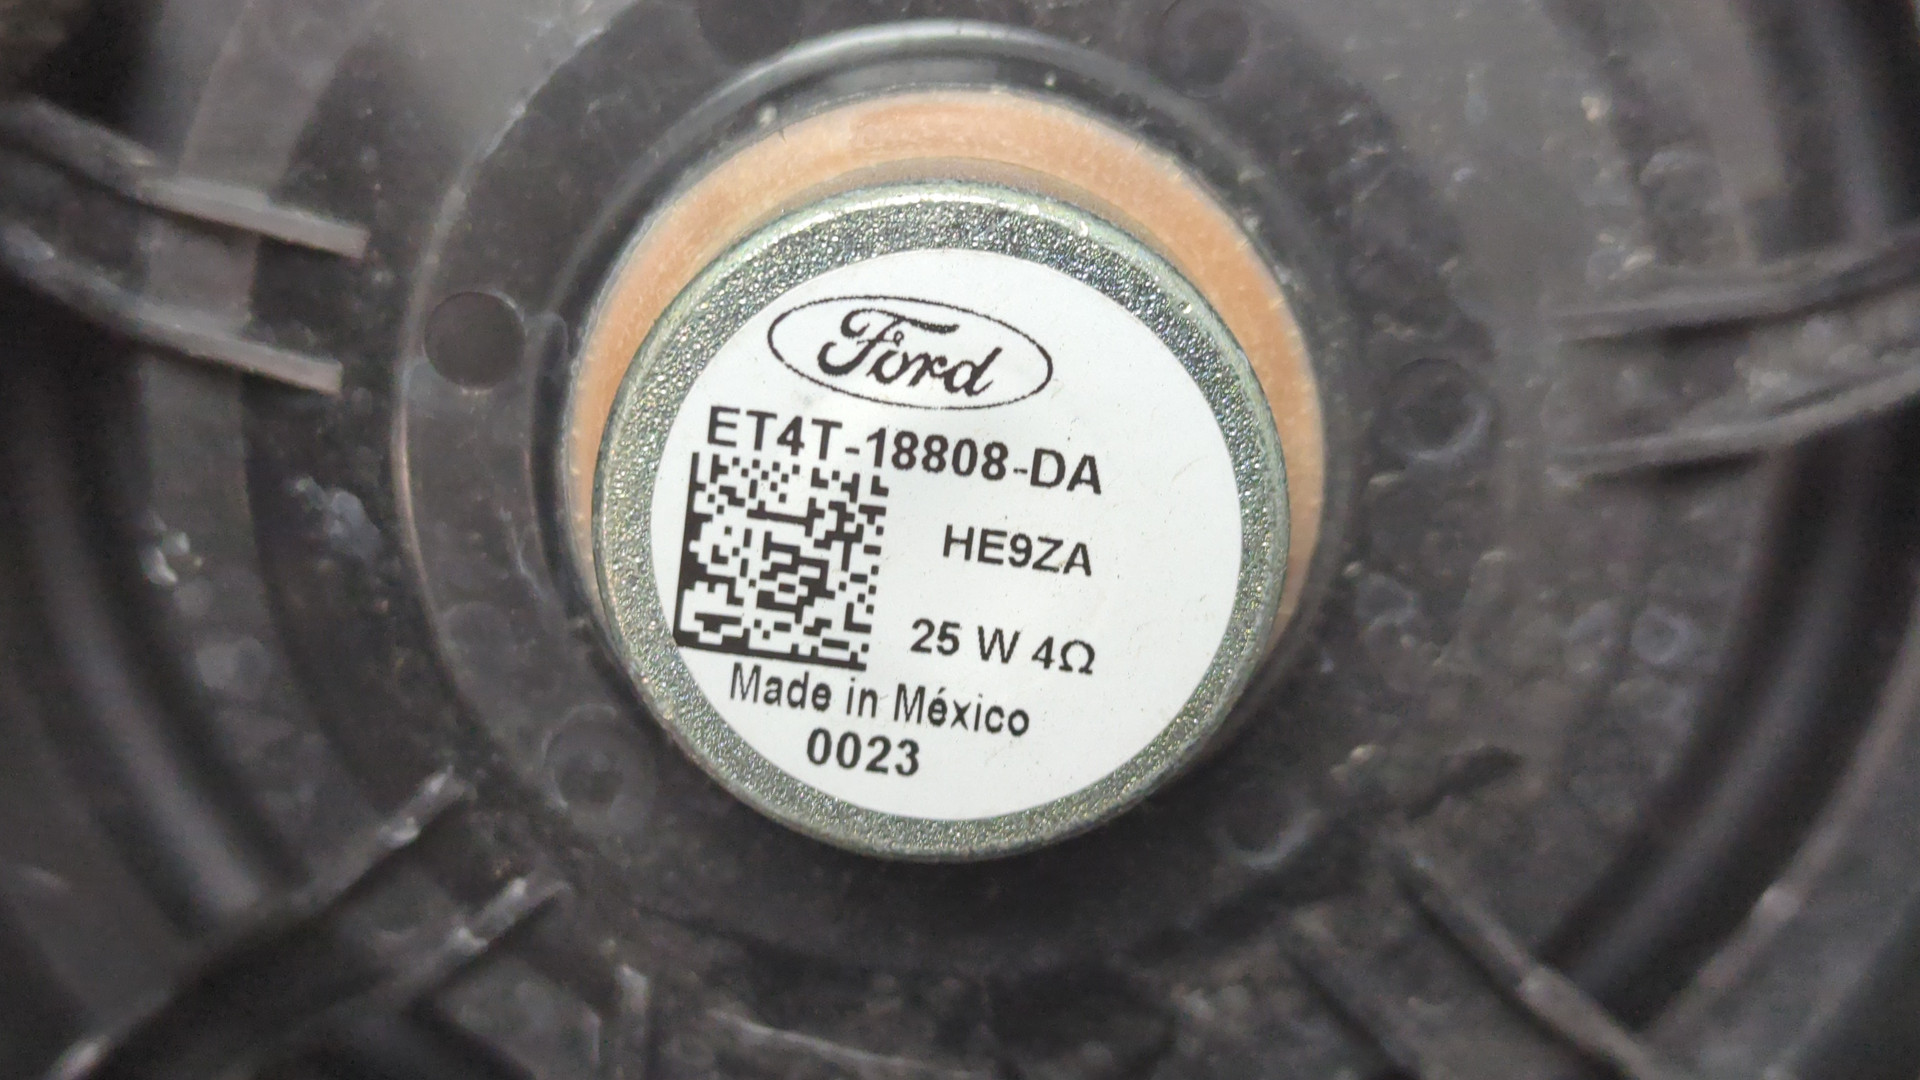 Ford
ET4T-18808-DA
HE9ZA
25 W 4Ω
Made in México
0023